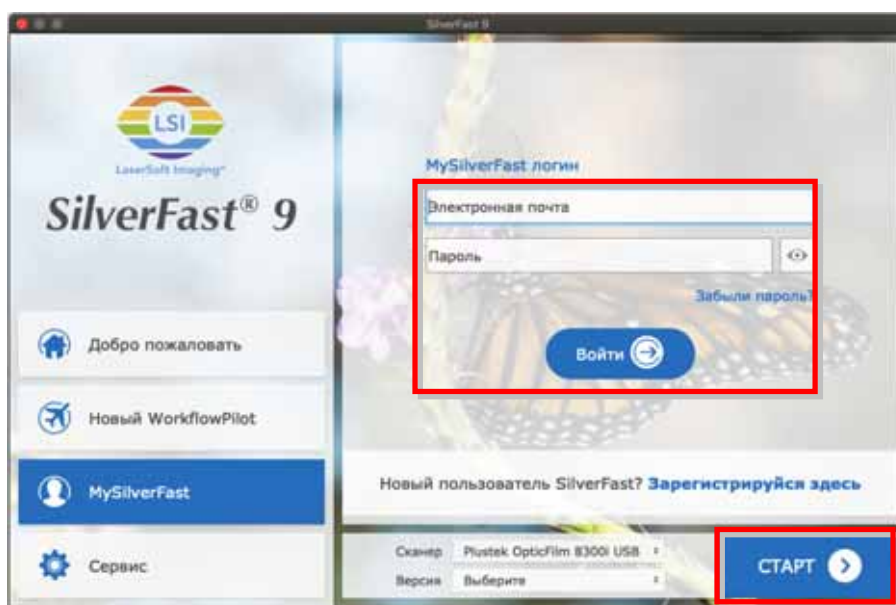 SilverFast 9
LSI
LaserSoft Imaging™
SilverFast® 9
Добро пожаловать
Новый WorkflowPilot
MySilverFast
Сервис
MySilverFast логин
Электронная почта
Пароль
Забыли пароль?
Войти
Новый пользователь SilverFast? Зарегистрируйся здесь
Сканер Plustek OpticFilm 8300i USB
Версия Выберите
СТАРТ